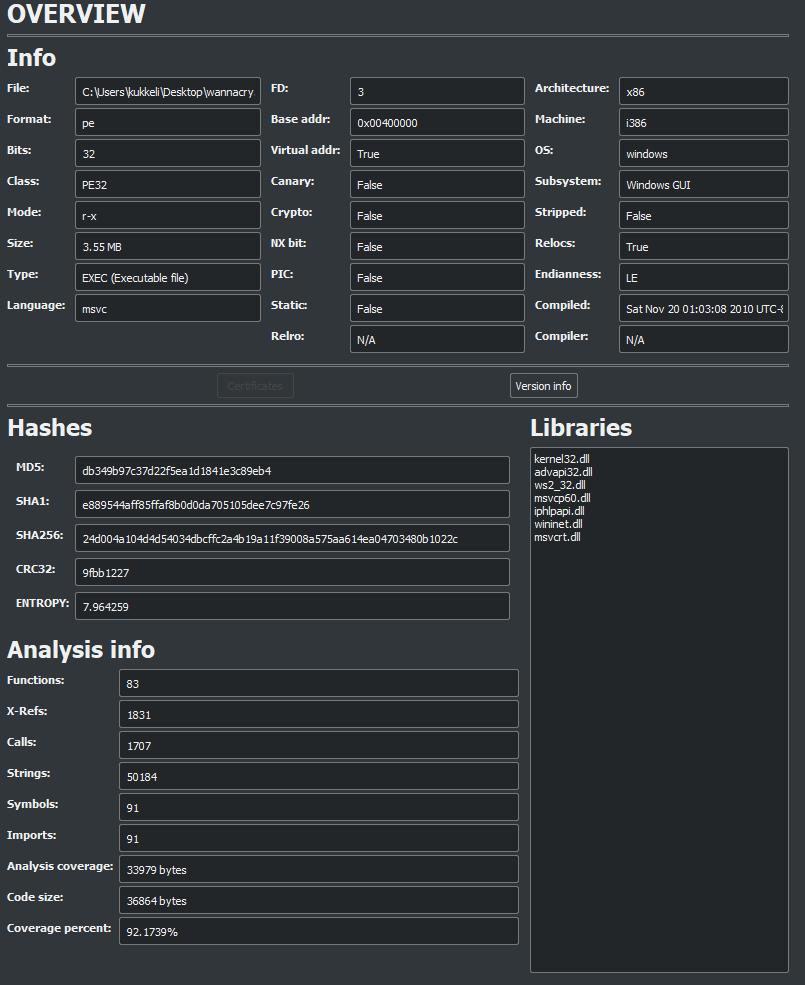 OVERVIEW
Info
File: C:\Users\kukkeli\Desktop\wannacry. FD: 3 Architecture: x86
Format: pe Base addr: 0x00400000 Machine: i386
Bits: 32 Virtual addr: True OS: windows
Class: PE32 Canary: False Subsystem: Windows GUI
Mode: r-x Crypto: False Stripped: False
Size: 3.55 MB NX bit: False Relocs: True
Type: EXEC (Executable file) PIC: False Endianness: LE
Language: msvc Static: False Compiled: Sat Nov 20 01:03:08 2010 UTC-8
Relro: N/A Compiler: N/A
Certificates Version info
Hashes
MD5: db349b97c37d22f5ea1d1841e3c89eb4
SHA1: e889544aff85ffaf8b0d0da705105dee7c97fe26
SHA256: 24d004a104d4d54034dbcffc2a4b19a11f39008a575aa614ea04703480b1022c
CRC32: 9fbb1227
ENTROPY: 7.964259
Libraries
kernel32.dll
advapi32.dll
ws2_32.dll
msvcp60.dll
iphlpapi.dll
wininet.dll
msvcrt.dll
Analysis info
Functions: 83
X-Refs: 1831
Calls: 1707
Strings: 50184
Symbols: 91
Imports: 91
Analysis coverage: 33979 bytes
Code size: 36864 bytes
Coverage percent: 92.1739%